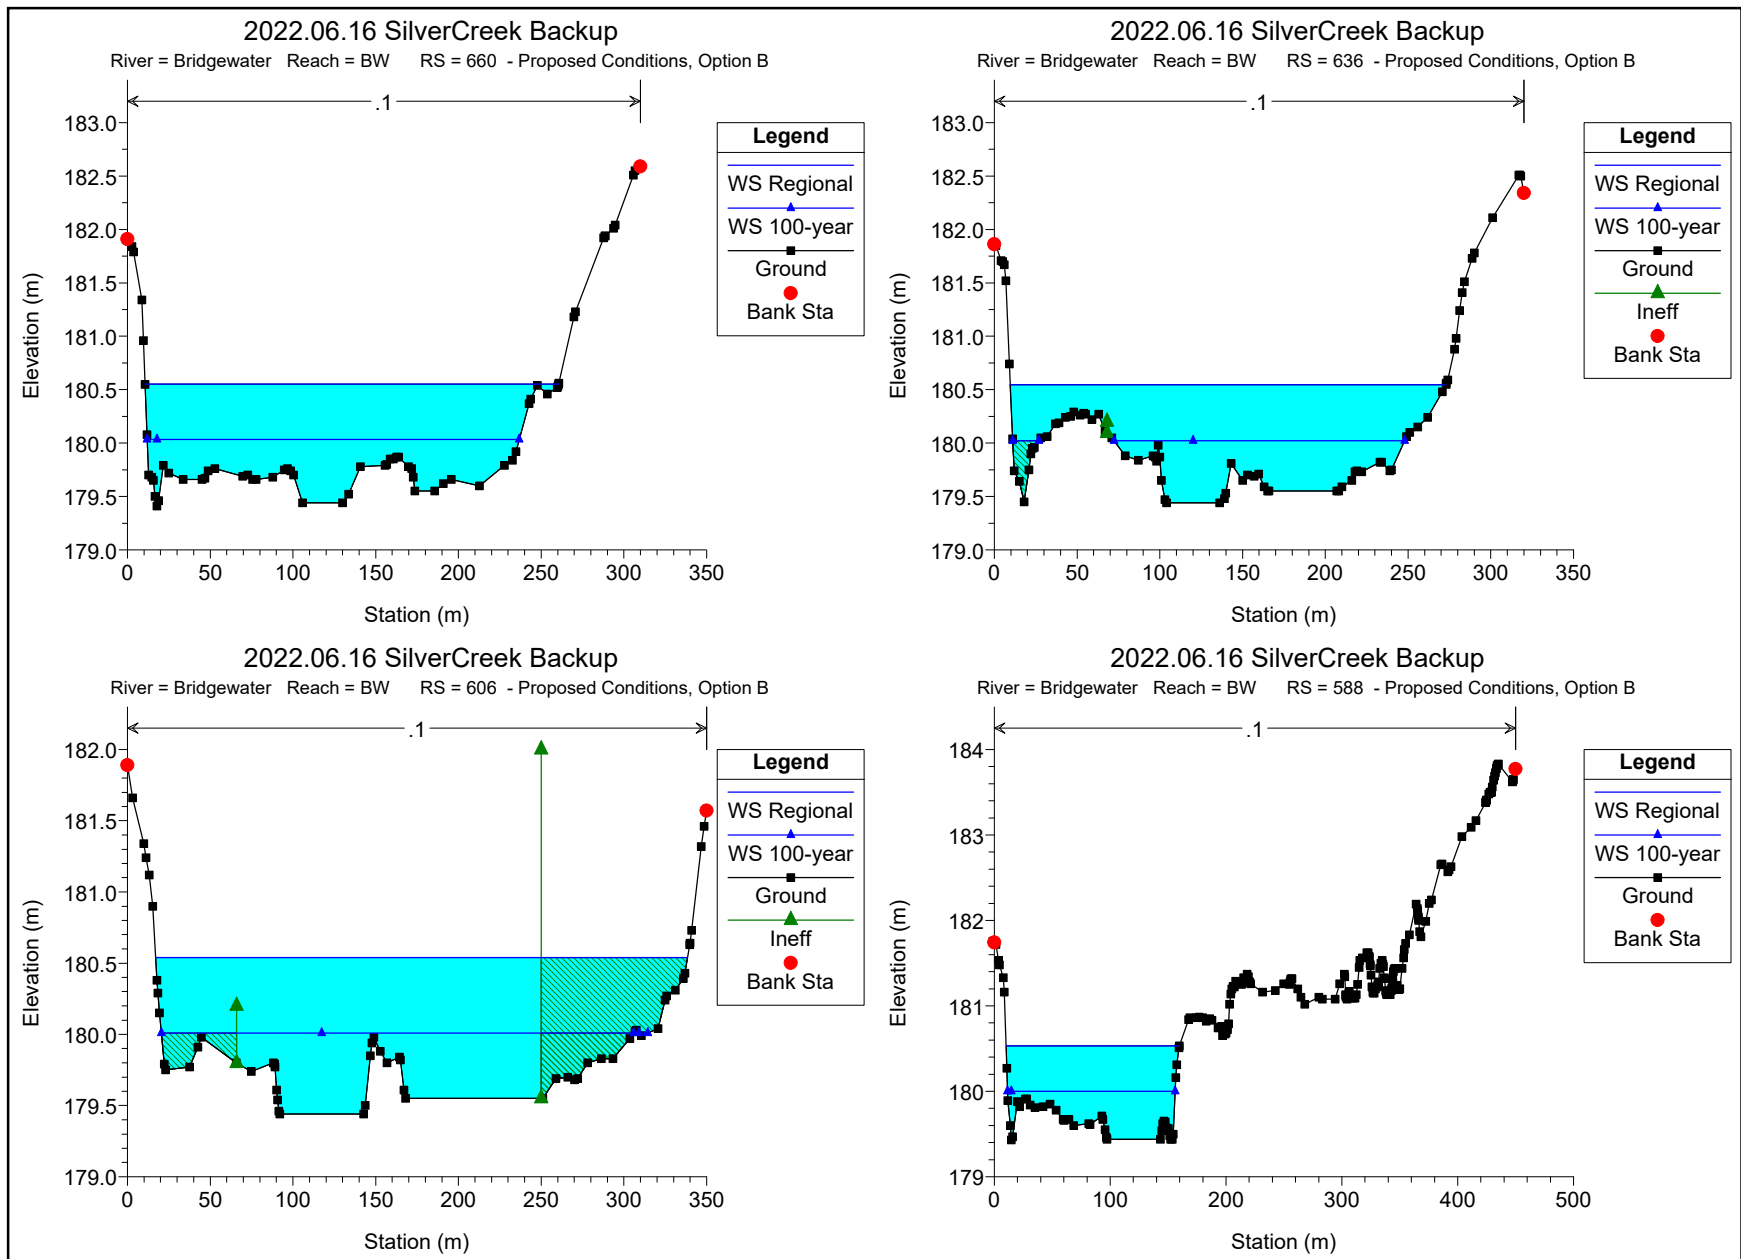 2022.06.16 SilverCreek Backup
River = Bridgewater Reach = BW RS = 660 - Proposed Conditions, Option B
.1
183.0
182.5
182.0
181.5
181.0
180.5
180.0
179.5
179.0
Elevation (m)
0 50 100 150 200 250 300 350
Station (m)
Legend
WS Regional
WS 100-year
Ground
Bank Sta
2022.06.16 SilverCreek Backup
River = Bridgewater Reach = BW RS = 636 - Proposed Conditions, Option B
.1
183.0
182.5
182.0
181.5
181.0
180.5
180.0
179.5
179.0
Elevation (m)
0 50 100 150 200 250 300 350
Station (m)
Legend
WS Regional
WS 100-year
Ground
Ineff
Bank Sta
2022.06.16 SilverCreek Backup
River = Bridgewater Reach = BW RS = 606 - Proposed Conditions, Option B
.1
182.0
181.5
181.0
180.5
180.0
179.5
179.0
Elevation (m)
0 50 100 150 200 250 300 350
Station (m)
Legend
WS Regional
WS 100-year
Ground
Ineff
Bank Sta
2022.06.16 SilverCreek Backup
River = Bridgewater Reach = BW RS = 588 - Proposed Conditions, Option B
.1
184
183
182
181
180
179
Elevation (m)
0 100 200 300 400 500
Station (m)
Legend
WS Regional
WS 100-year
Ground
Bank Sta